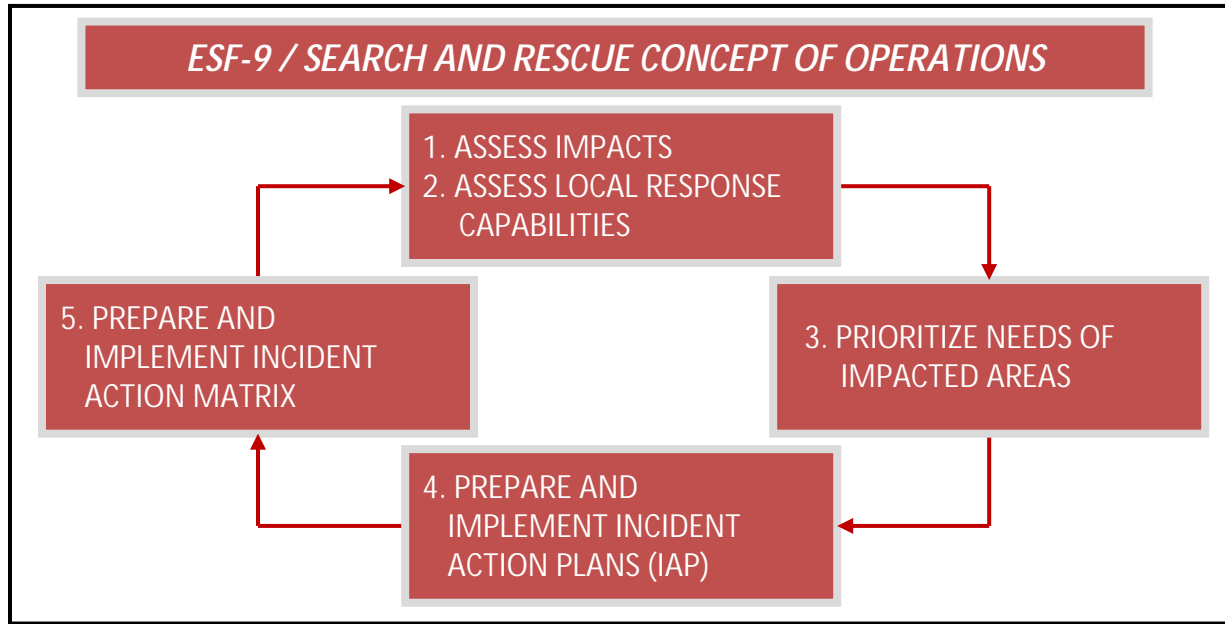 ESF-9 / SEARCH AND RESCUE CONCEPT OF OPERATIONS
1. ASSESS IMPACTS
2. ASSESS LOCAL RESPONSE
CAPABILITIES
3. PRIORITIZE NEEDS OF
IMPACTED AREAS
4. PREPARE AND
IMPLEMENT INCIDENT
ACTION PLANS (IAP)
5. PREPARE AND
IMPLEMENT INCIDENT
ACTION MATRIX